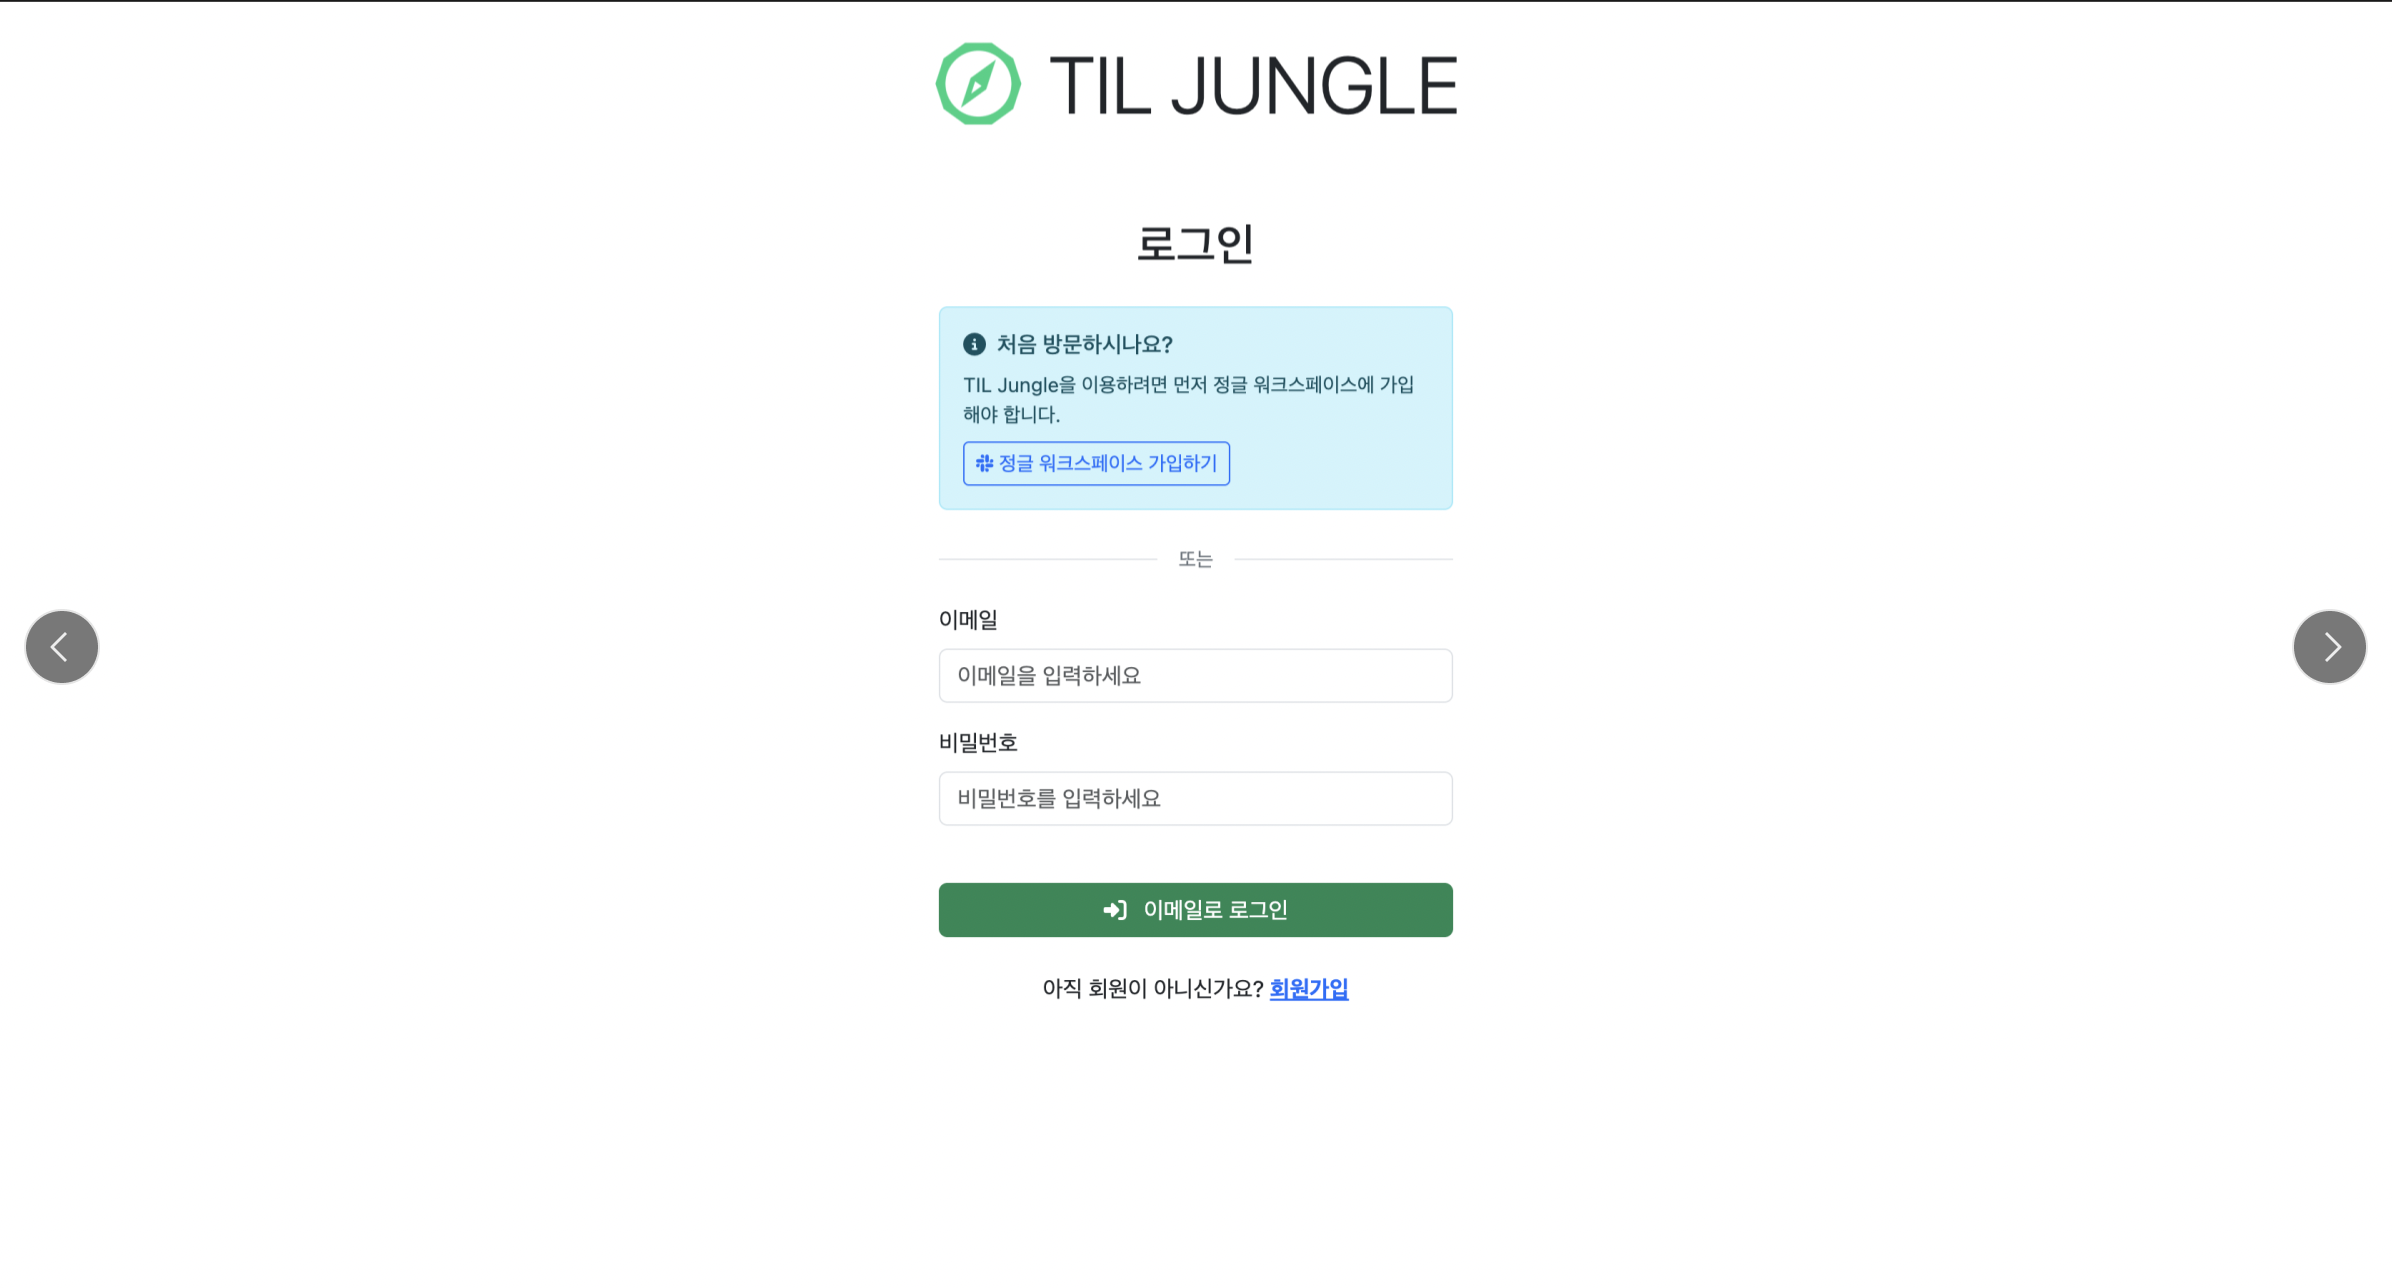 TIL JUNGLE
로그인
처음 방문하시나요?
TIL Jungle을 이용하려면 먼저 정글 워크스페이스에 가입
해야 합니다.
정글 워크스페이스 가입하기
또는
이메일
이메일을 입력하세요
비밀번호
비밀번호를 입력하세요
이메일로 로그인
아직 회원이 아니신가요? 회원가입